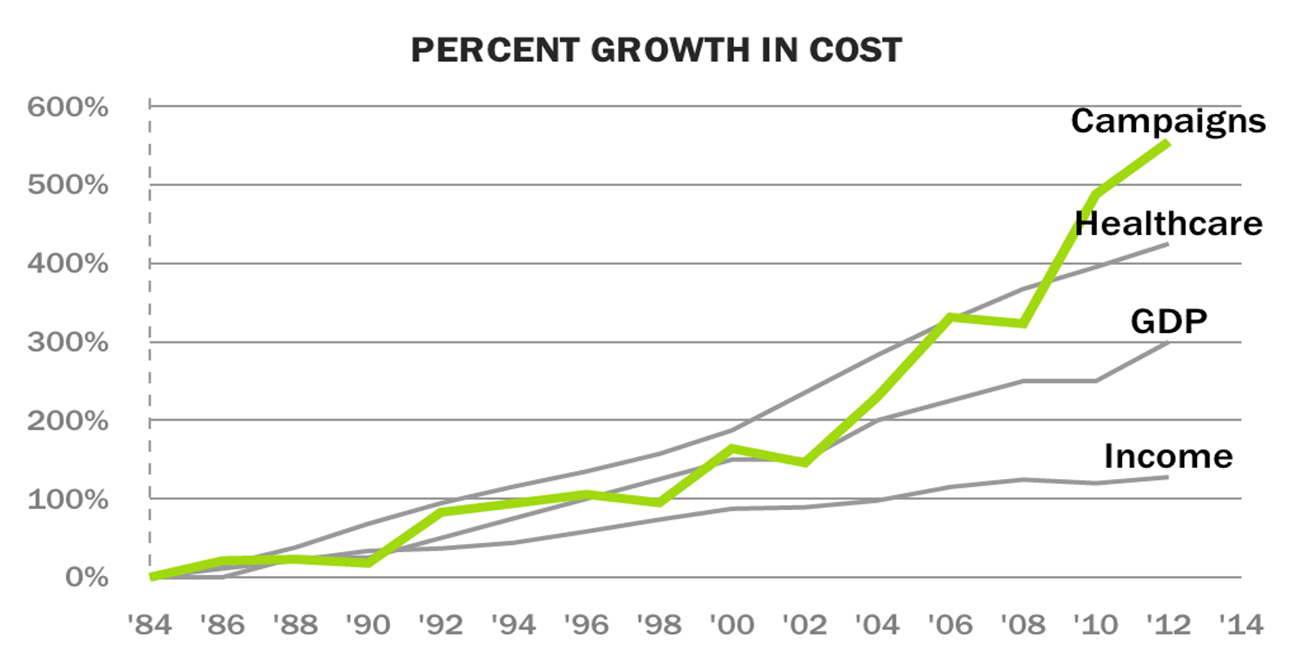 PERCENT GROWTH IN COST
600%
Campaigns
500%
Healthcare
400%
GDP
300%
200%
Income
100%
0%
'84 '86 '88 '90 '92 '94 '96 '98 '00 '02 '04 '06 '08 '10 '12 '14